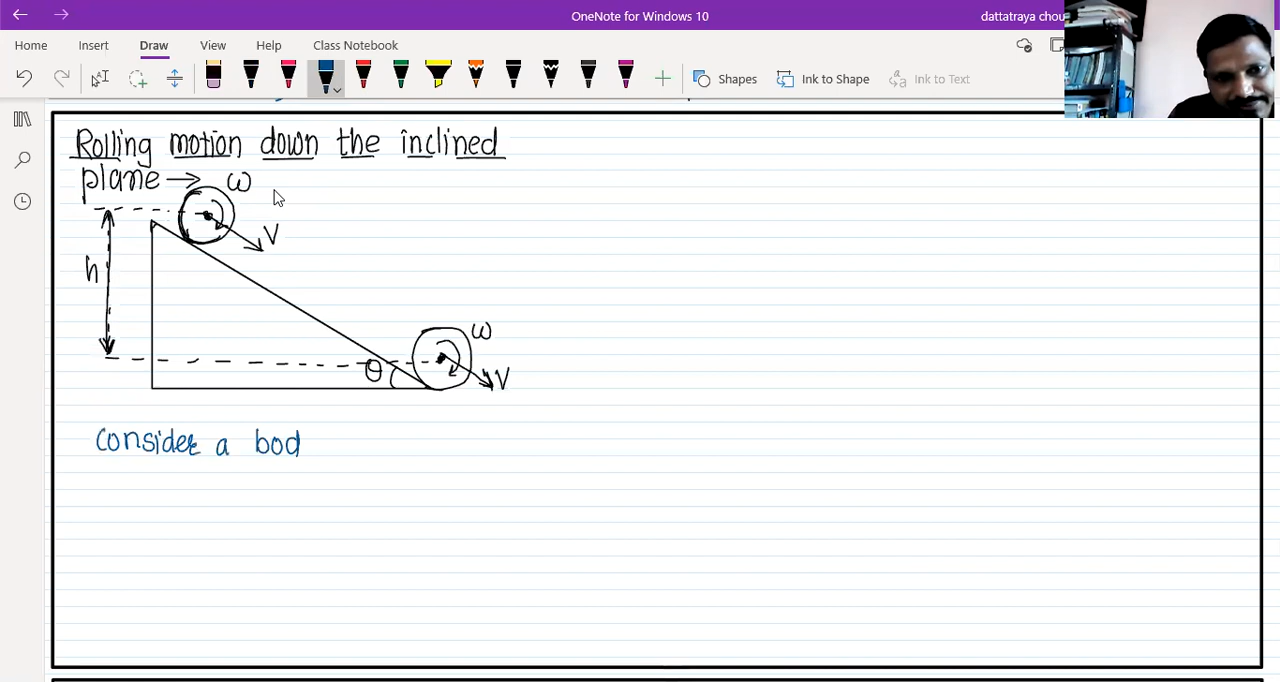 OneNote for Windows 10
dattatraya chou
Home Insert Draw View Help Class Notebook
Shapes Ink to Shape Ink to Text
Rolling motion down the inclined
plane → ω
V
h
ω
θ
V
Consider a bod